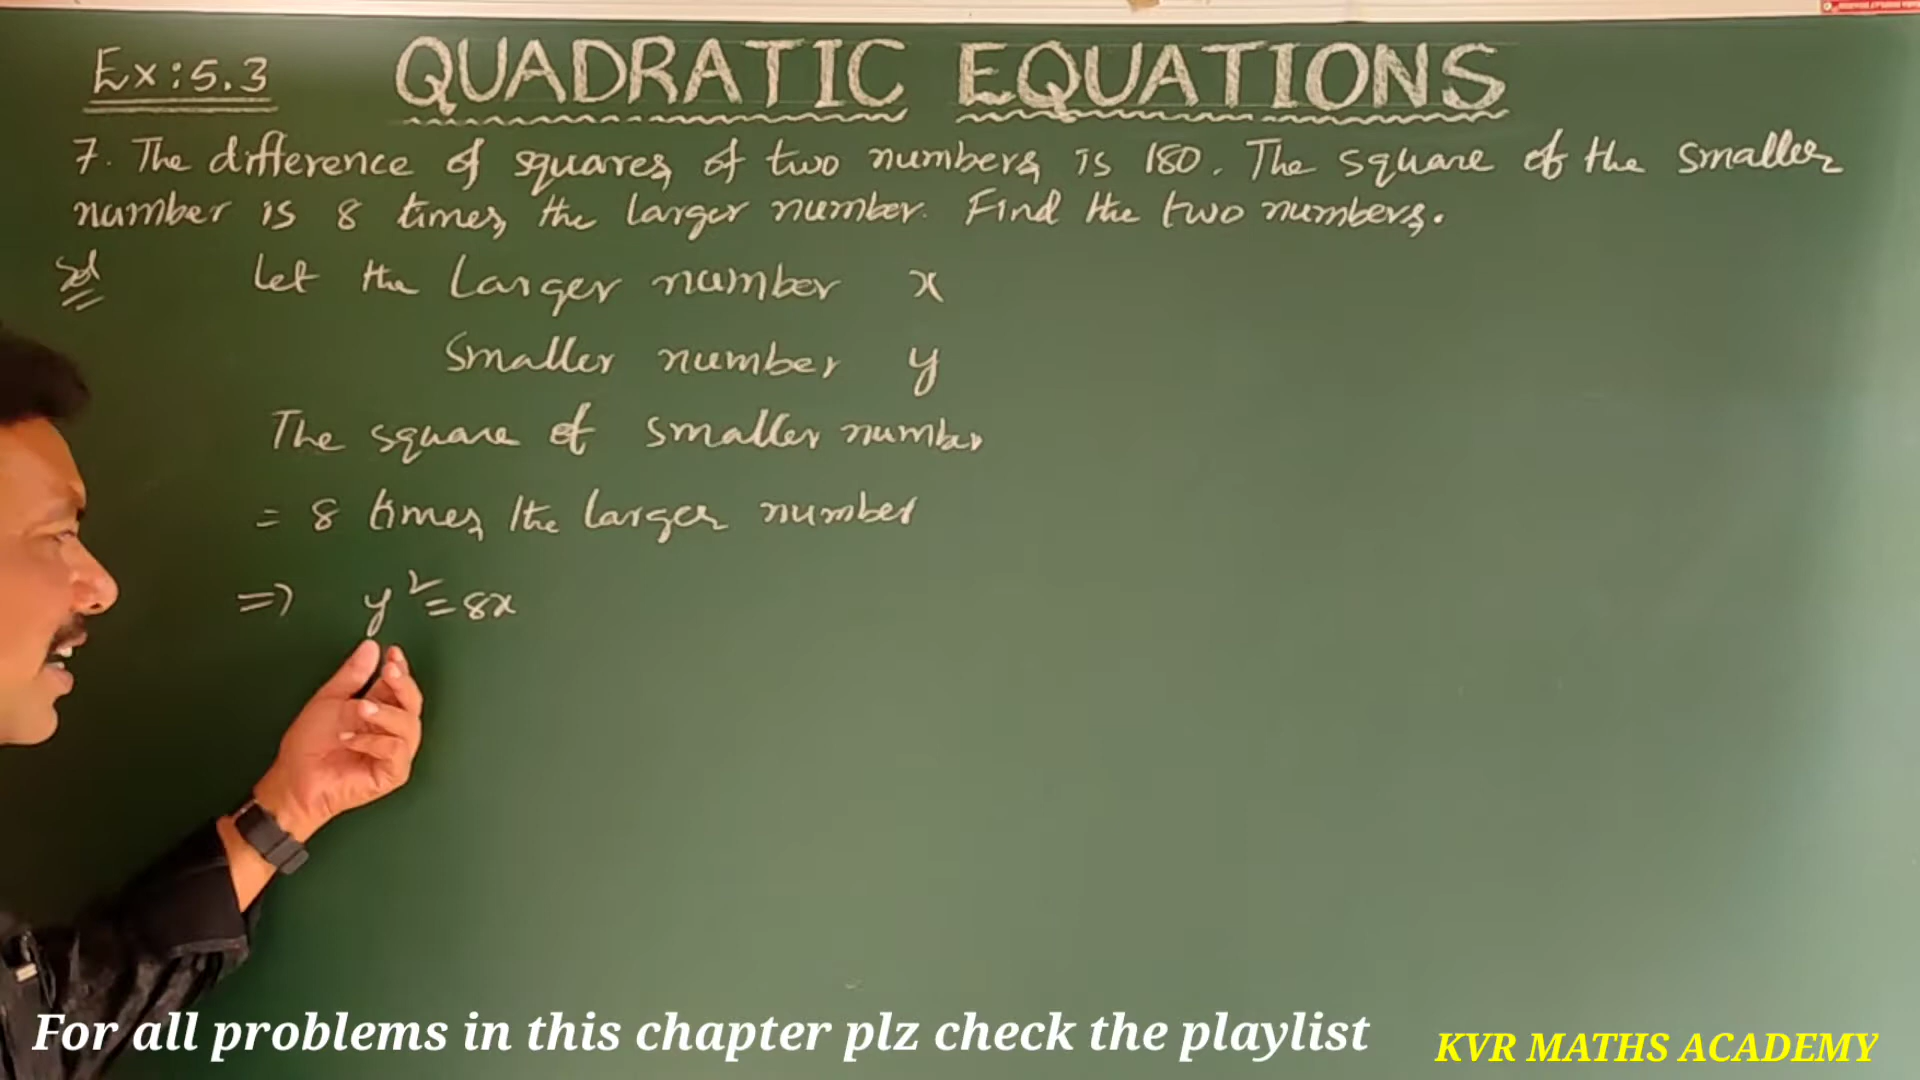 Ex:5.3 QUADRATIC EQUATIONS
7. The difference of squares of two numbers is 180. The square of the smaller
number is 8 times the larger number. Find the two numbers.
Sol Let the Larger number x
Smaller number y
The square of smaller number
= 8 times the larger number
=> y²=8x
For all problems in this chapter plz check the playlist
KVR MATHS ACADEMY